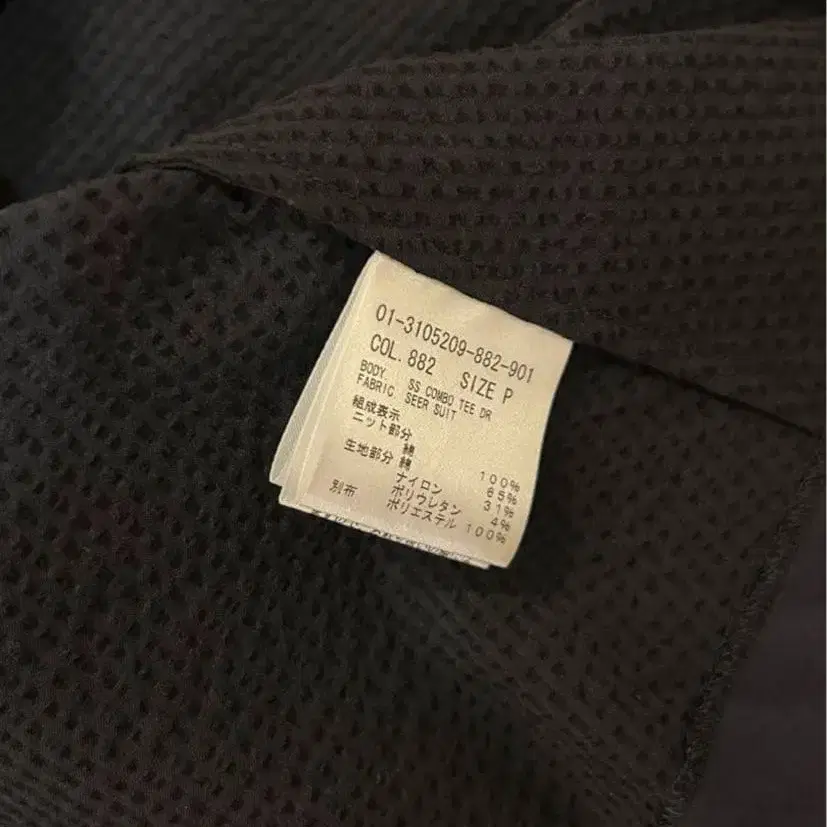 01-3105209-882-901
COL. 882 SIZE P
BODY SS COMBO TEE DR
FABRIC SEER SUIT
組成表示
ニット部分
綿 100%
生地部分 綿 65%
ナイロン 31%
ポリウレタン 4%
別布 ポリエステル 100%